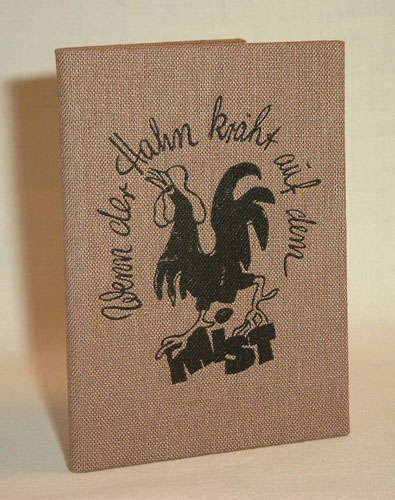 Wenn der Hahn kräht auf dem
MIST